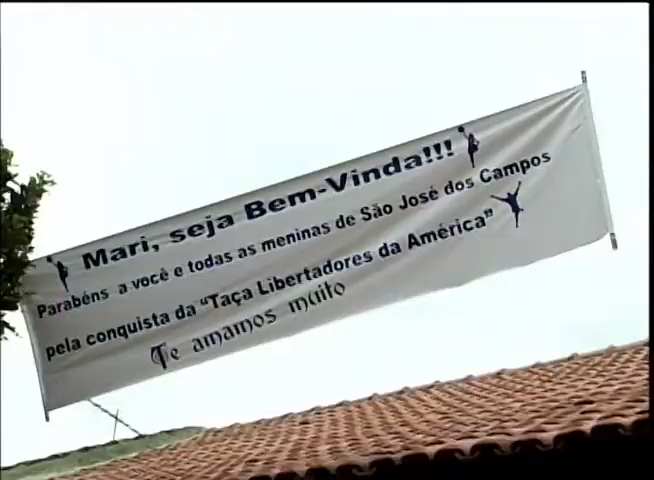 Mari, seja Bem-Vinda!!!
Parabéns a você e todas as meninas de São José dos Campos
pela conquista da "Taça Libertadores da América"
Te amamos muito